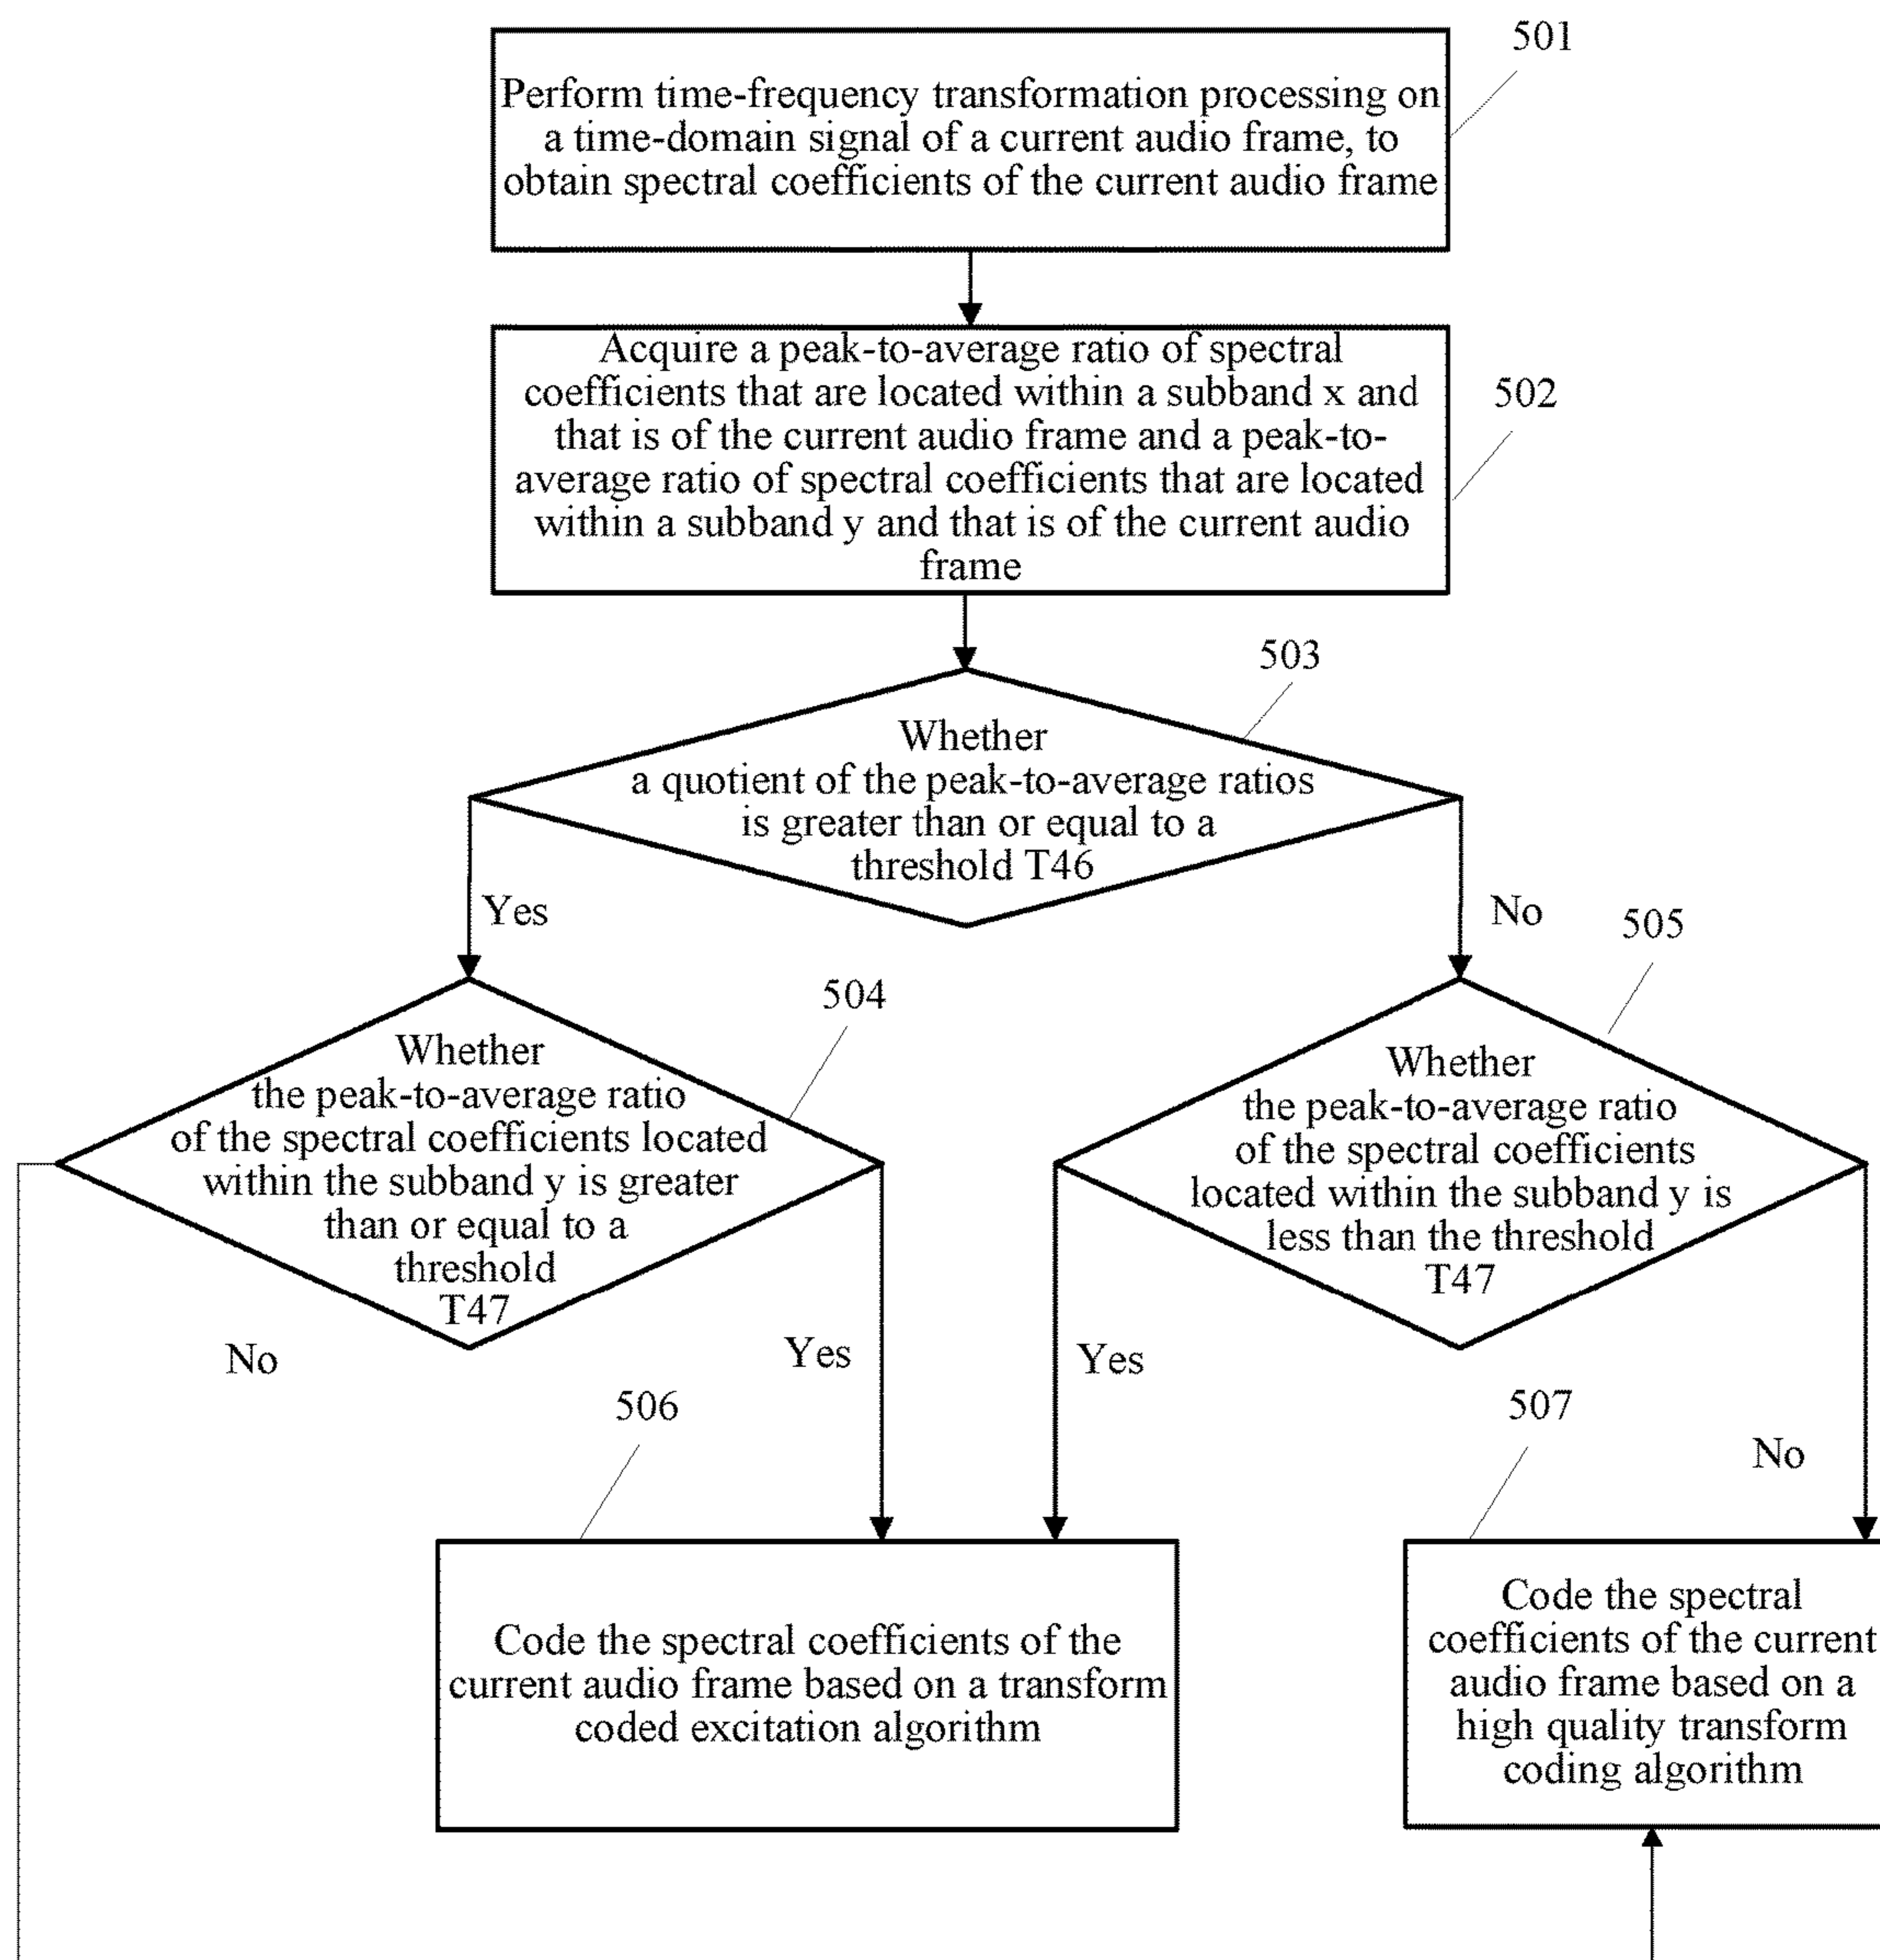 501
Perform time-frequency transformation processing on
a time-domain signal of a current audio frame, to
obtain spectral coefficients of the current audio frame
502
Acquire a peak-to-average ratio of spectral
coefficients that are located within a subband x and
that is of the current audio frame and a peak-to-
average ratio of spectral coefficients that are located
within a subband y and that is of the current audio
frame
503
Whether
a quotient of the peak-to-average ratios
is greater than or equal to a
threshold T46
Yes
No
504
Whether
the peak-to-average ratio
of the spectral coefficients located
within the subband y is greater
than or equal to a
threshold
T47
505
Whether
the peak-to-average ratio
of the spectral coefficients
located within the subband y is
less than the threshold
T47
No
Yes
Yes
No
506
Code the spectral coefficients of the
current audio frame based on a transform
coded excitation algorithm
507
Code the spectral
coefficients of the current
audio frame based on a
high quality transform
coding algorithm